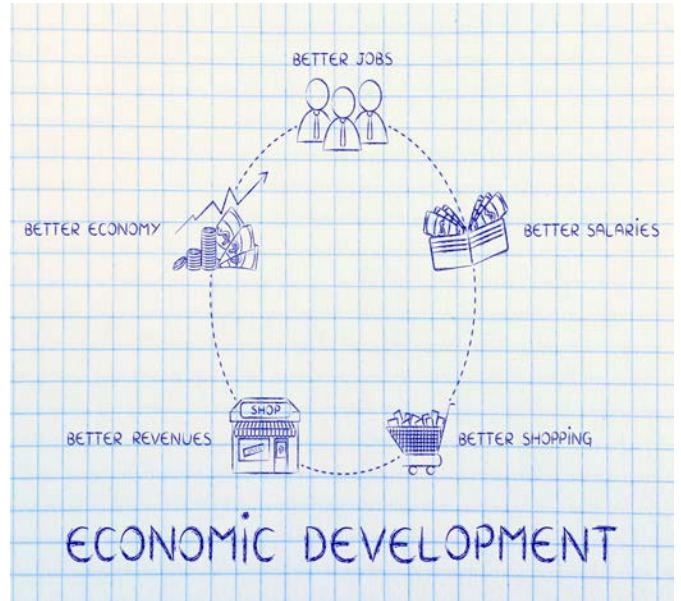 BETTER JOBS
BETTER ECONOMY
BETTER SALARIES
SHOP
BETTER REVENUES
BETTER SHOPPING
ECONOMIC DEVELOPMENT